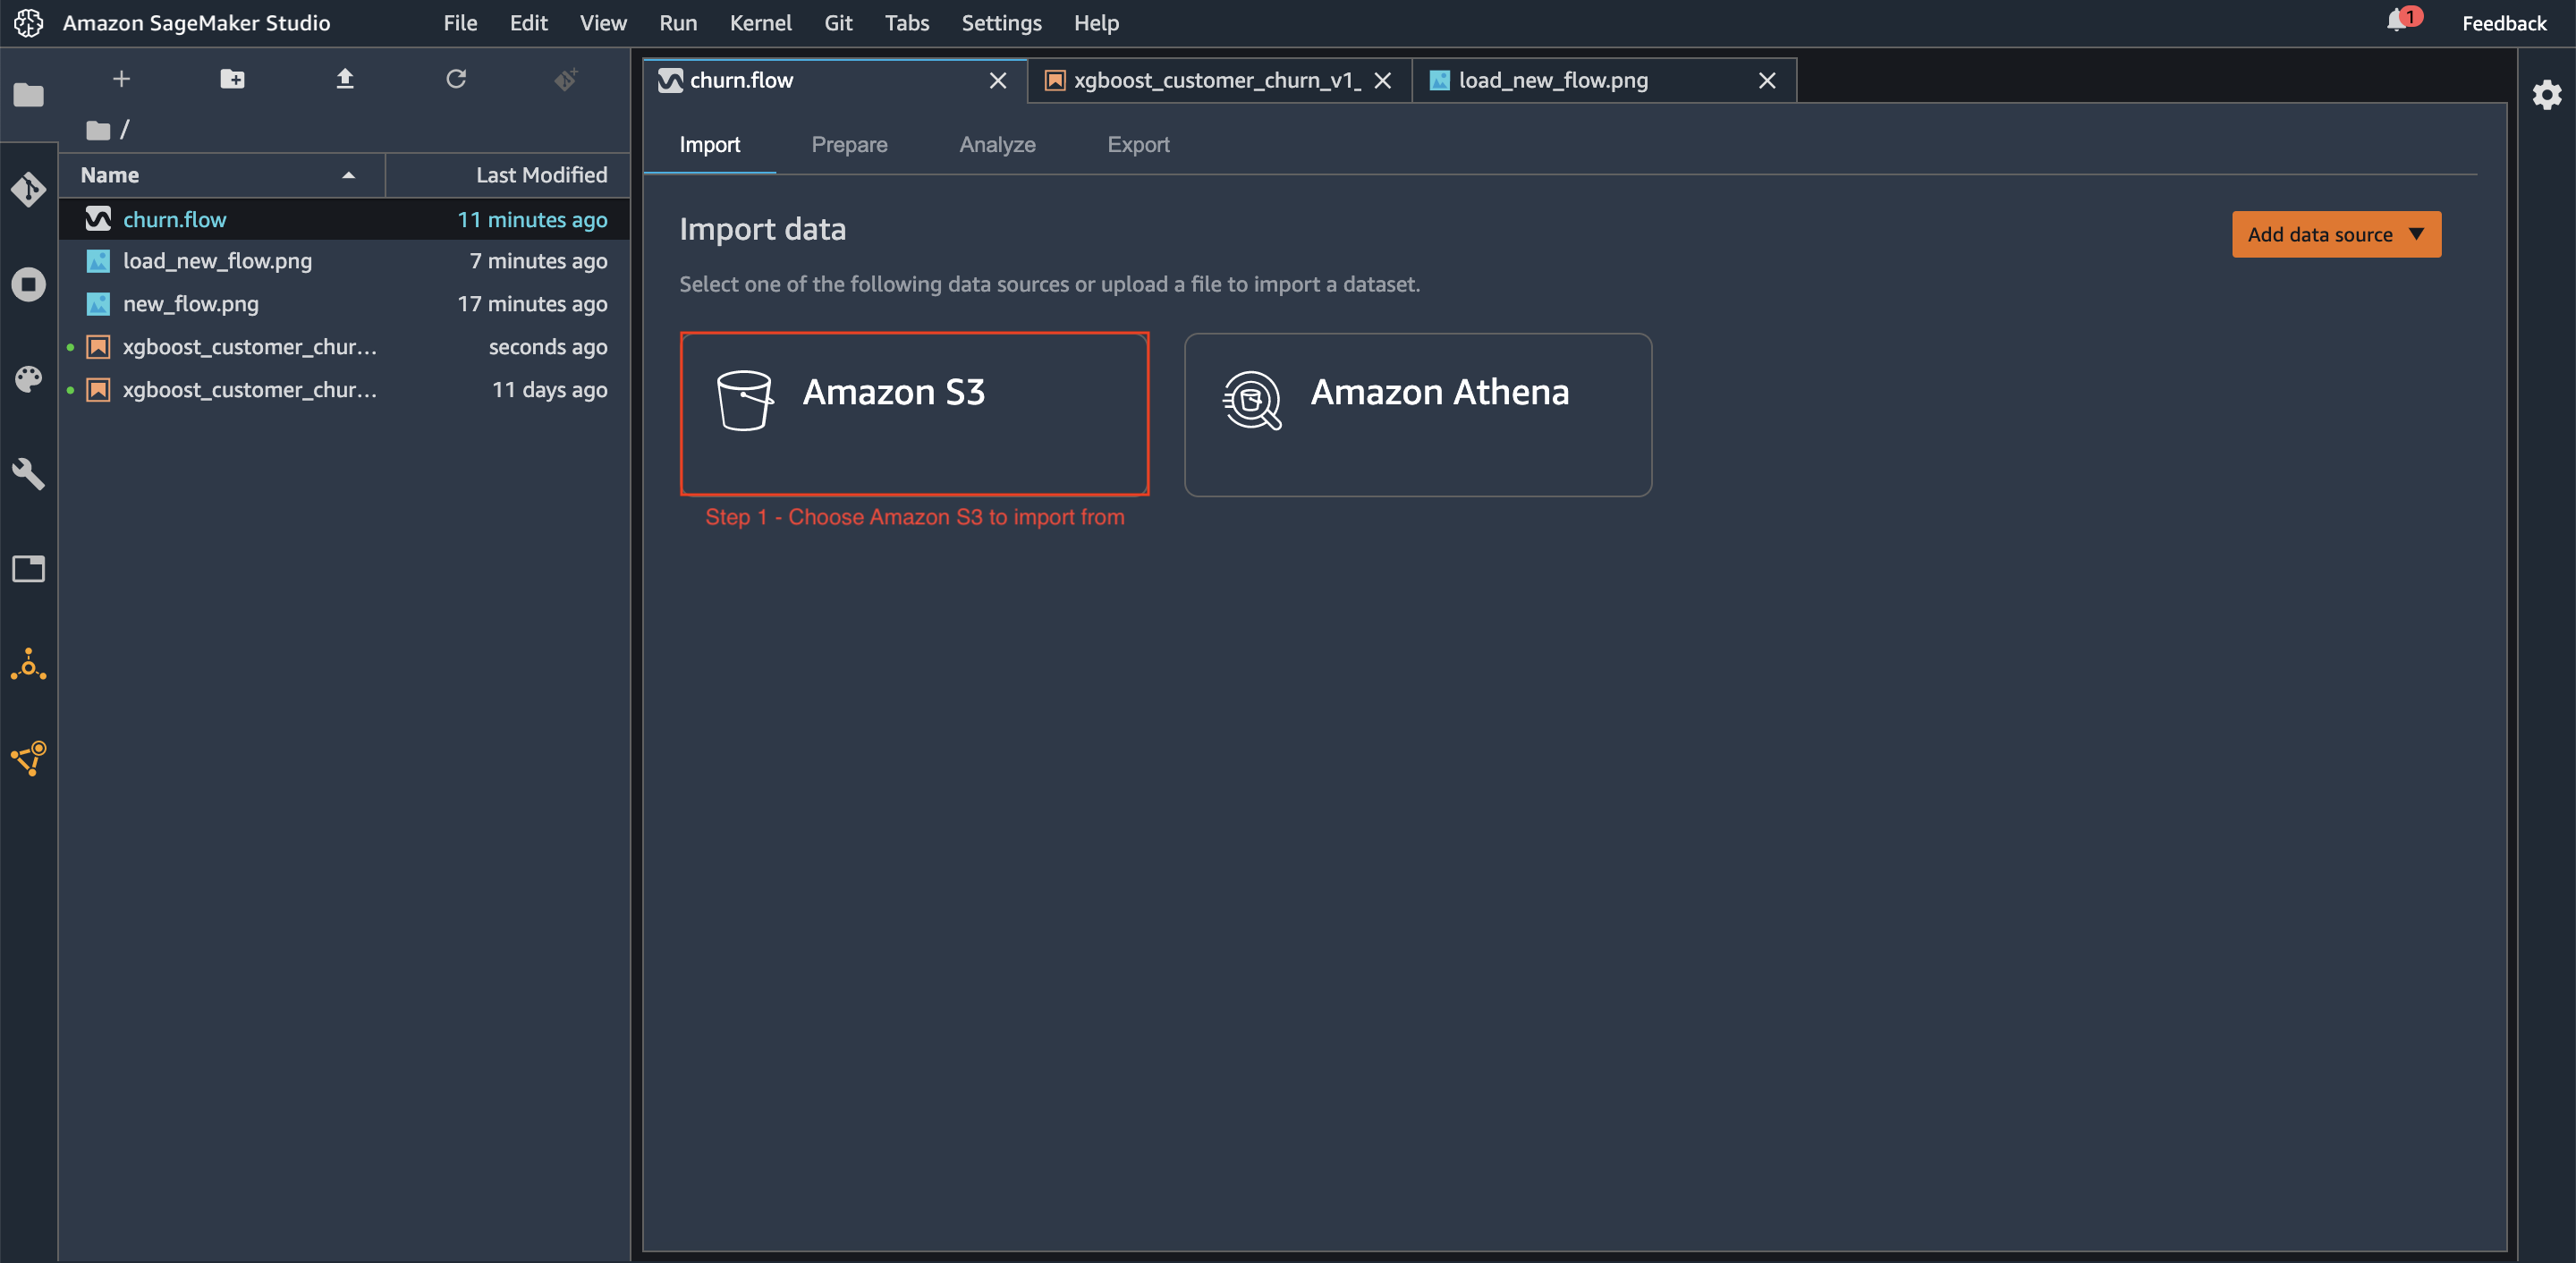 Amazon SageMaker Studio File Edit View Run Kernel Git Tabs Settings Help 1 Feedback
churn.flow xgboost_customer_churn_v1_ load_new_flow.png
/
Import Prepare Analyze Export
Name Last Modified
churn.flow 11 minutes ago
load_new_flow.png 7 minutes ago
new_flow.png 17 minutes ago
xgboost_customer_chur... seconds ago
xgboost_customer_chur... 11 days ago
Import data
Add data source
Select one of the following data sources or upload a file to import a dataset.
Amazon S3 Amazon Athena
Step 1 - Choose Amazon S3 to import from